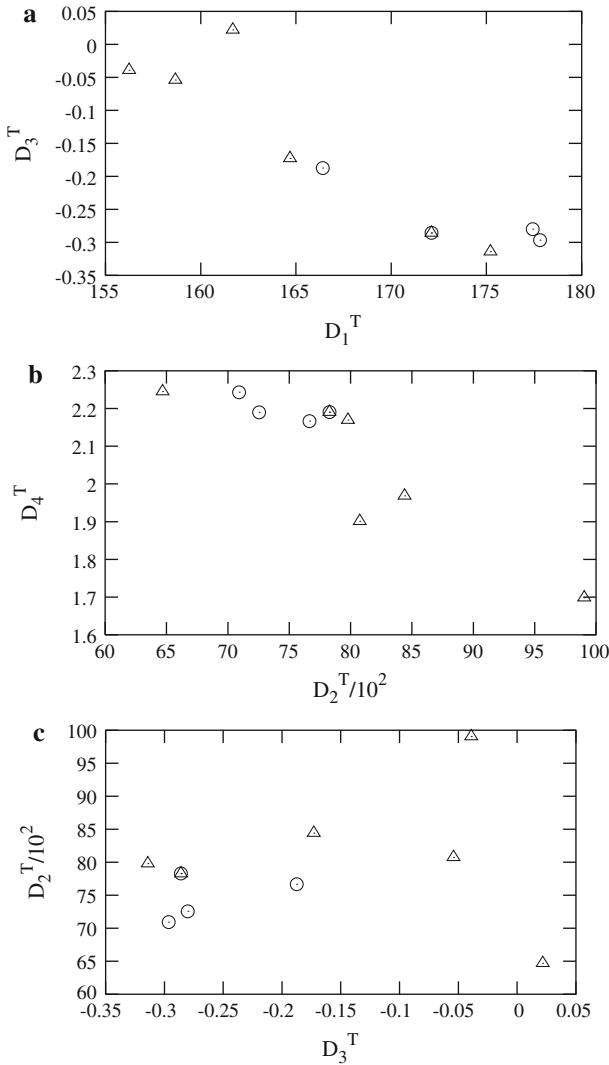 a
0.05
0
-0.05
-0.1
-0.15
-0.2
-0.25
-0.3
-0.35
D₃ᵀ
155 160 165 170 175 180
D₁ᵀ
b
2.3
2.2
2.1
2
1.9
1.8
1.7
1.6
D₄ᵀ
60 65 70 75 80 85 90 95 100
D₂ᵀ/10²
c
100
95
90
85
80
75
70
65
60
D₂ᵀ/10²
-0.35 -0.3 -0.25 -0.2 -0.15 -0.1 -0.05 0 0.05
D₃ᵀ